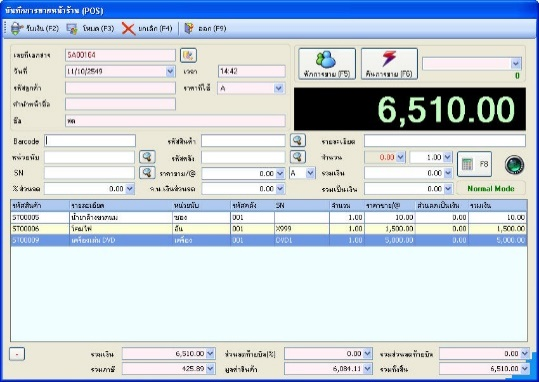 บันทึกการขายหน้าร้าน (POS)
รับเงิน (F2) โหมด (F3) ยกเลิก (F4) ออก (F9)
เลขที่เอกสาร SA00164
วันที่ 11/10/2549 เวลา 14:42
รหัสลูกค้า ราคาที่ใช้ A
คำนำหน้าชื่อ
ชื่อ สด
พักการขาย (F5) คืนการขาย (F6)
0
6,510.00
Barcode รหัสสินค้า รายละเอียด
หน่วยนับ รหัสคลัง จำนวน 0.00 1.00 F8
SN ราคาขาย/@ 0.00 A รวมเงิน 0.00
% ส่วนลด 0.00 จ.น.เงินส่วนลด 0.00 รวมเป็นเงิน 0.00 Normal Mode
รหัสสินค้า รายละเอียด หน่วยนับ รหัสคลัง SN จำนวน ราคาขาย/@ ส่วนลดเป็นเงิน รวมเงิน
ST00005 น้ำยาล้างขวดนม ซอง 001 1.00 10.00 0.00 10.00
ST00006 โคมไฟ อัน 001 X999 1.00 1,500.00 0.00 1,500.00
ST00009 เครื่องเล่น DVD เครื่อง 001 DVD1 1.00 5,000.00 0.00 5,000.00
- รวมเงิน 6,510.00 ส่วนลดท้ายบิล(%) 0.00 รวมส่วนลดท้ายบิล 0.00
รวมภาษี 425.89 มูลค่าสินค้า 6,084.11 รวมทั้งสิ้น 6,510.00